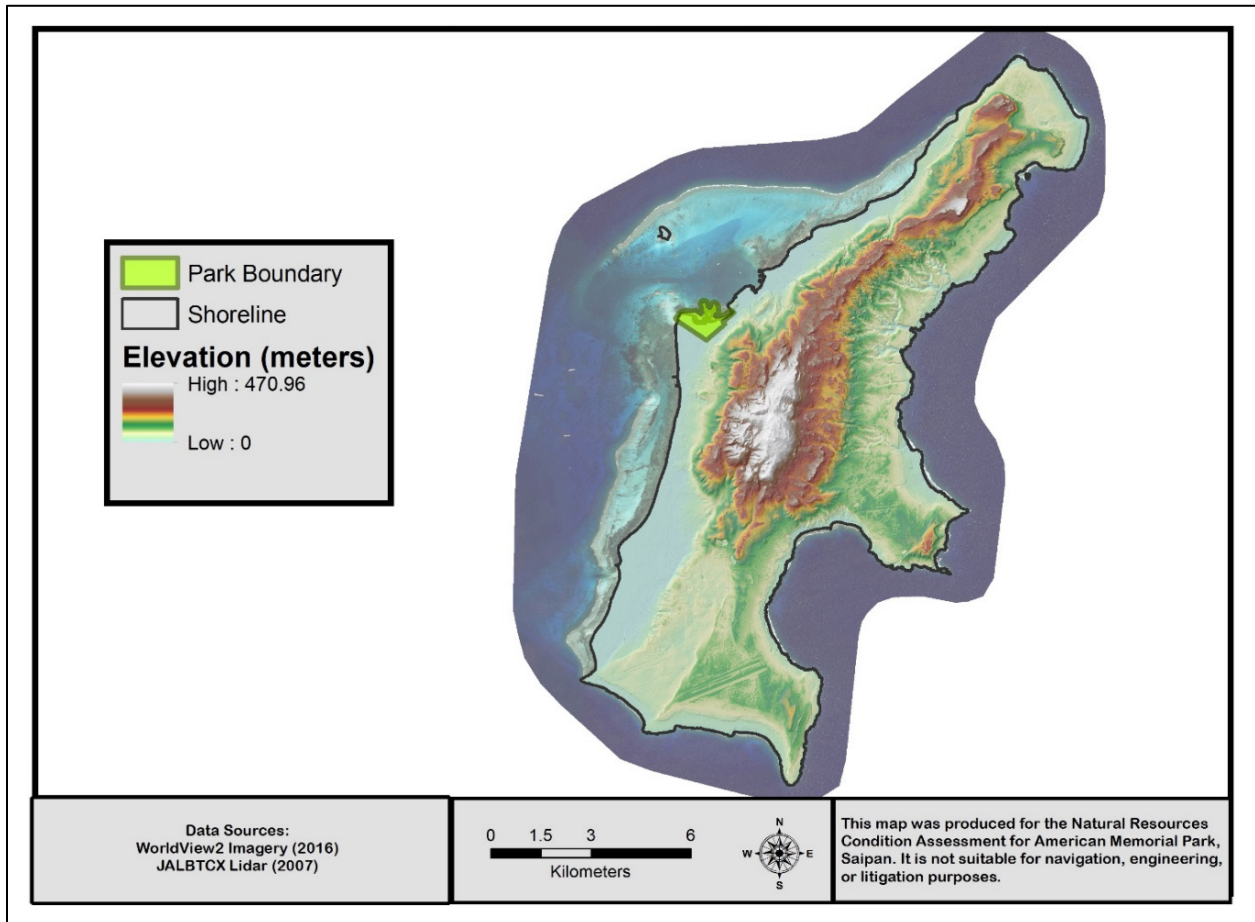 Park Boundary
Shoreline
Elevation (meters)
High : 470.96
Low : 0
Data Sources:
WorldView2 Imagery (2016)
JALBTCX Lidar (2007)
0 1.5 3 6
Kilometers
N
W E
S
This map was produced for the Natural Resources
Condition Assessment for American Memorial Park,
Saipan. It is not suitable for navigation, engineering,
or litigation purposes.